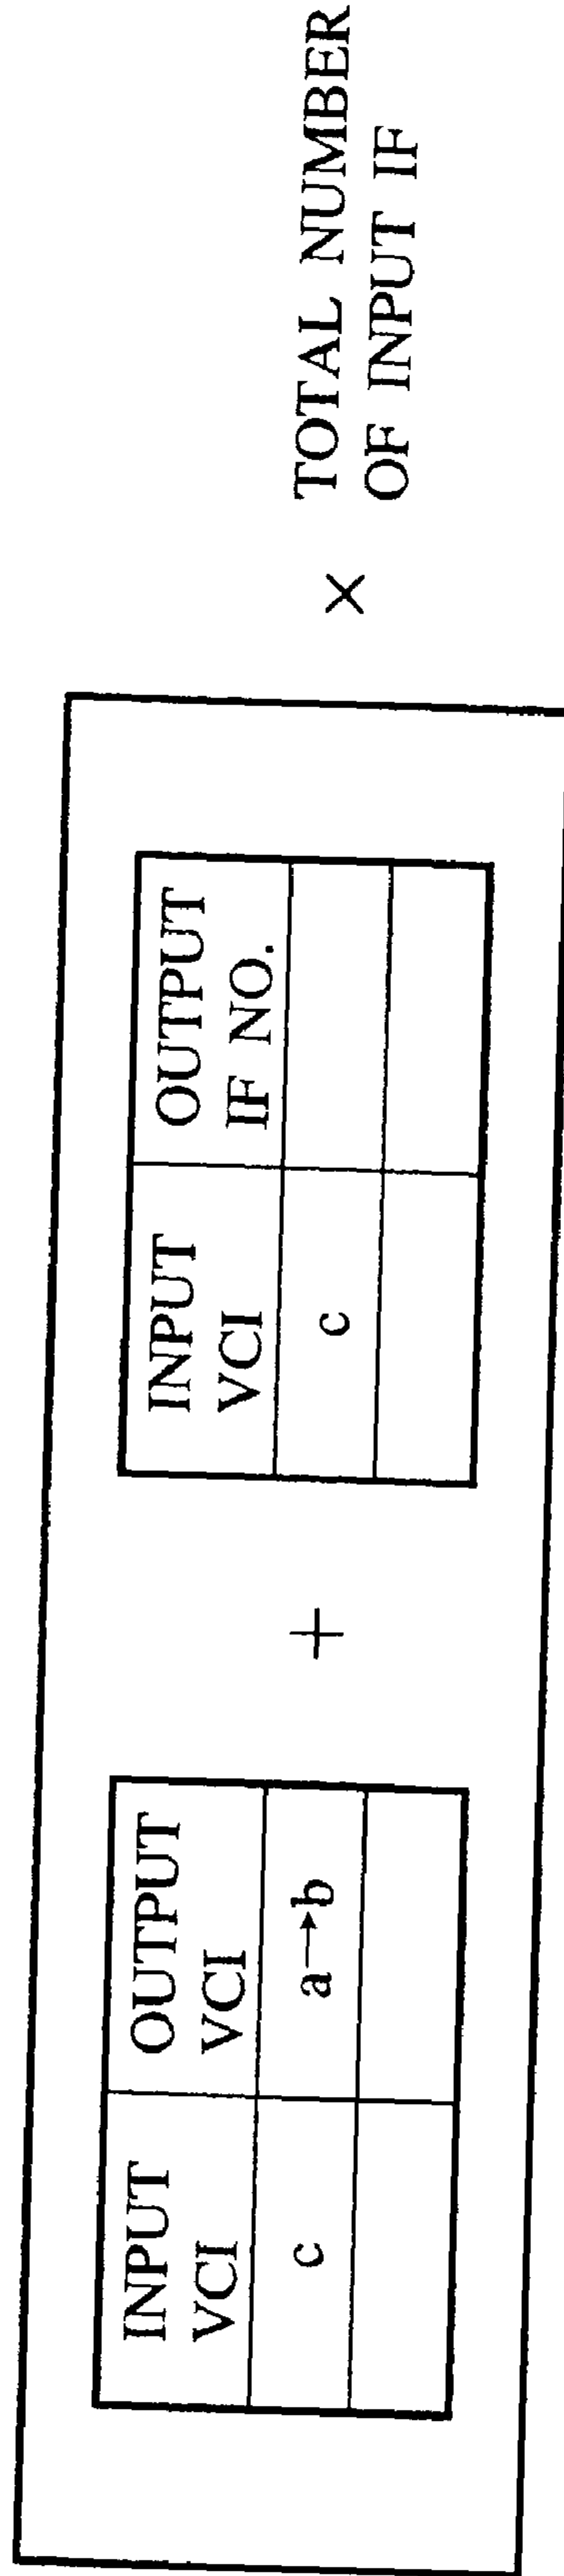 INPUT
VCI
OUTPUT
VCI
c
a→b
+
INPUT
VCI
OUTPUT
IF NO.
c
×
TOTAL NUMBER
OF INPUT IF